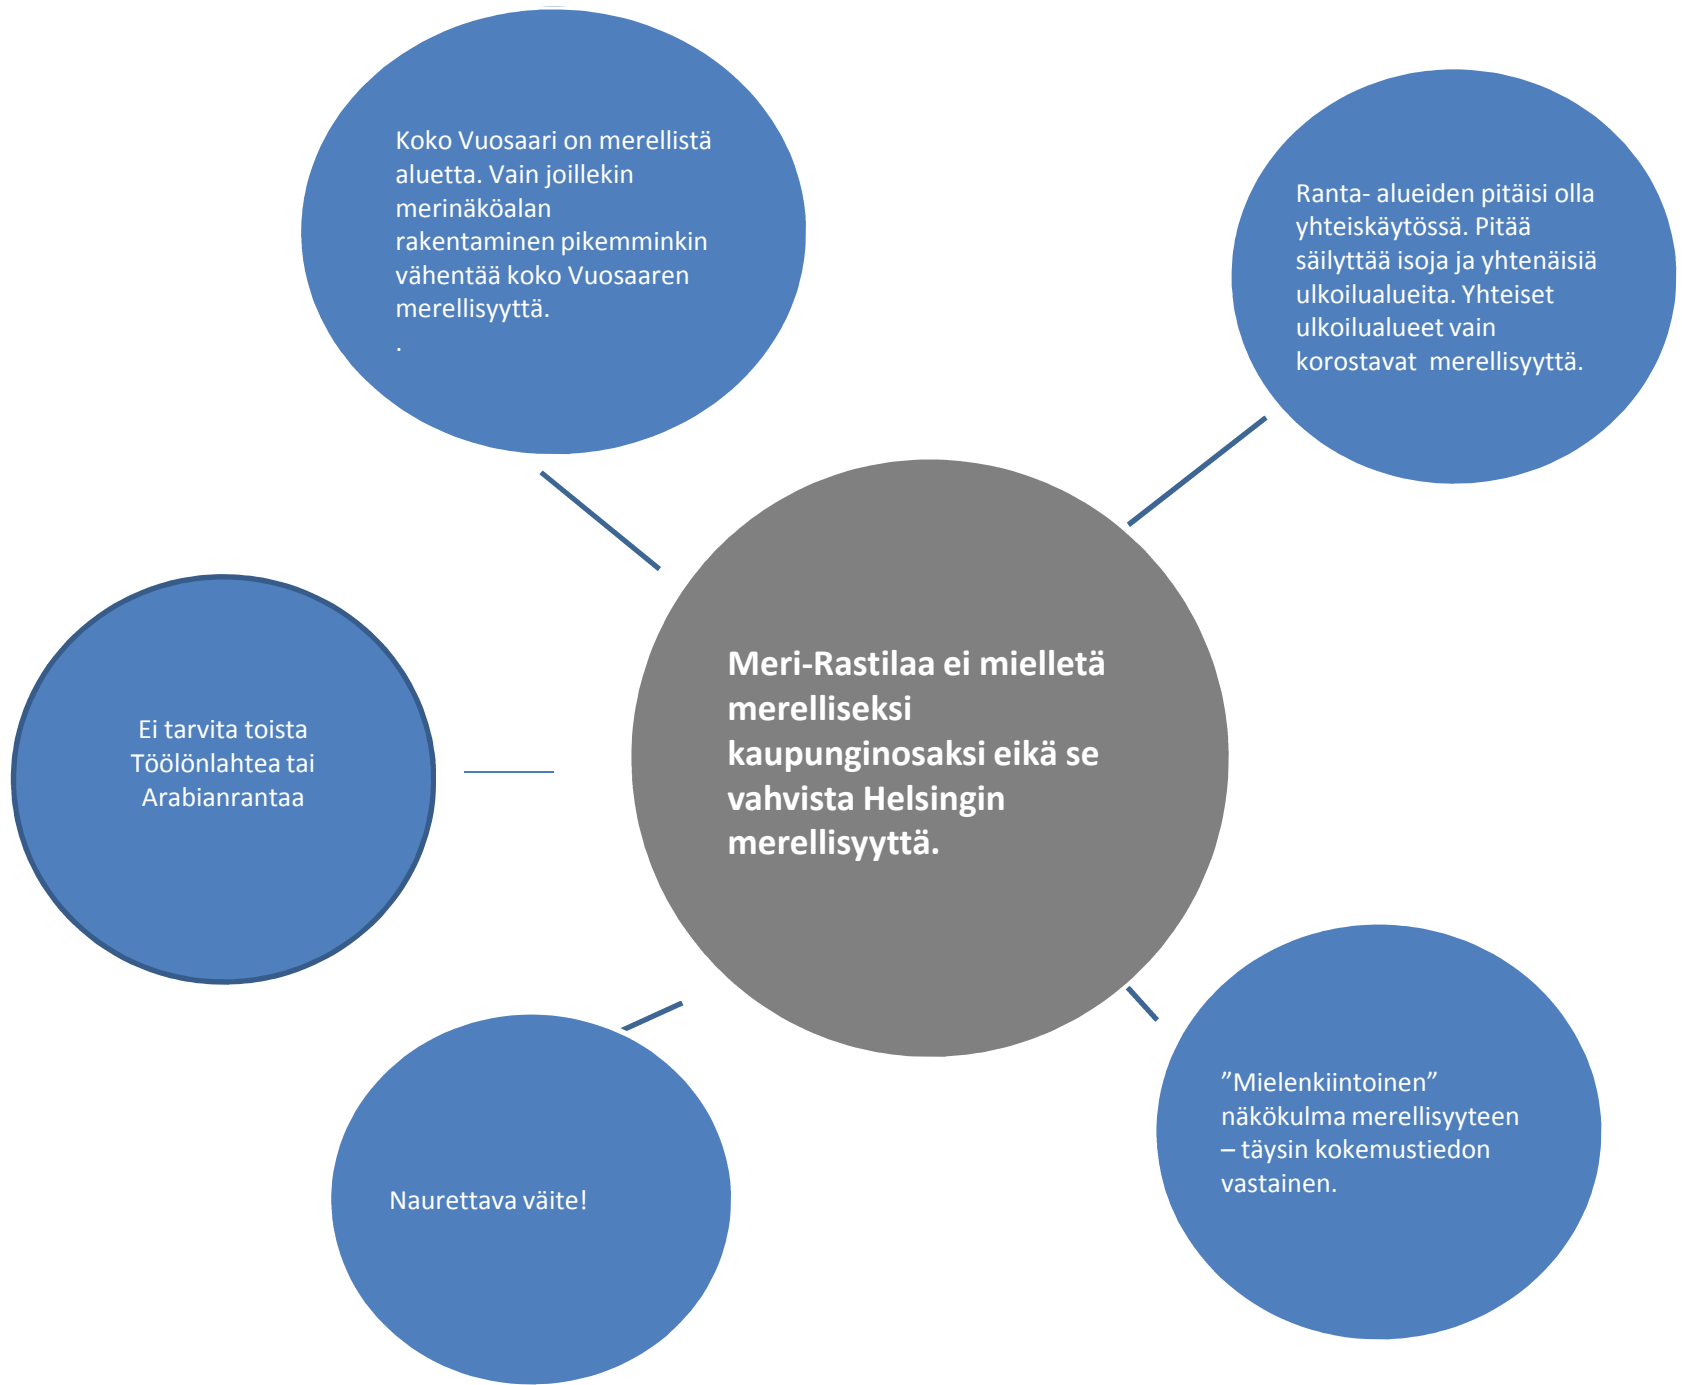 Koko Vuosaari on merellistä
aluetta. Vain joillekin
merinäköalan
rakentaminen pikemminkin
vähentää koko Vuosaaren
merellisyyttä.
.
Ranta- alueiden pitäisi olla
yhteiskäytössä. Pitää
säilyttää isoja ja yhtenäisiä
ulkoilualueita. Yhteiset
ulkoilualueet vain
korostavat  merellisyyttä.
Meri-Rastilaa ei mielletä
merelliseksi
kaupunginosaksi eikä se
vahvista Helsingin
merellisyyttä.
Ei tarvita toista
Töölönlahtea tai
Arabianrantaa
Naurettava väite!
”Mielenkiintoinen”
näkökulma merellisyyteen
– täysin kokemustiedon
vastainen.